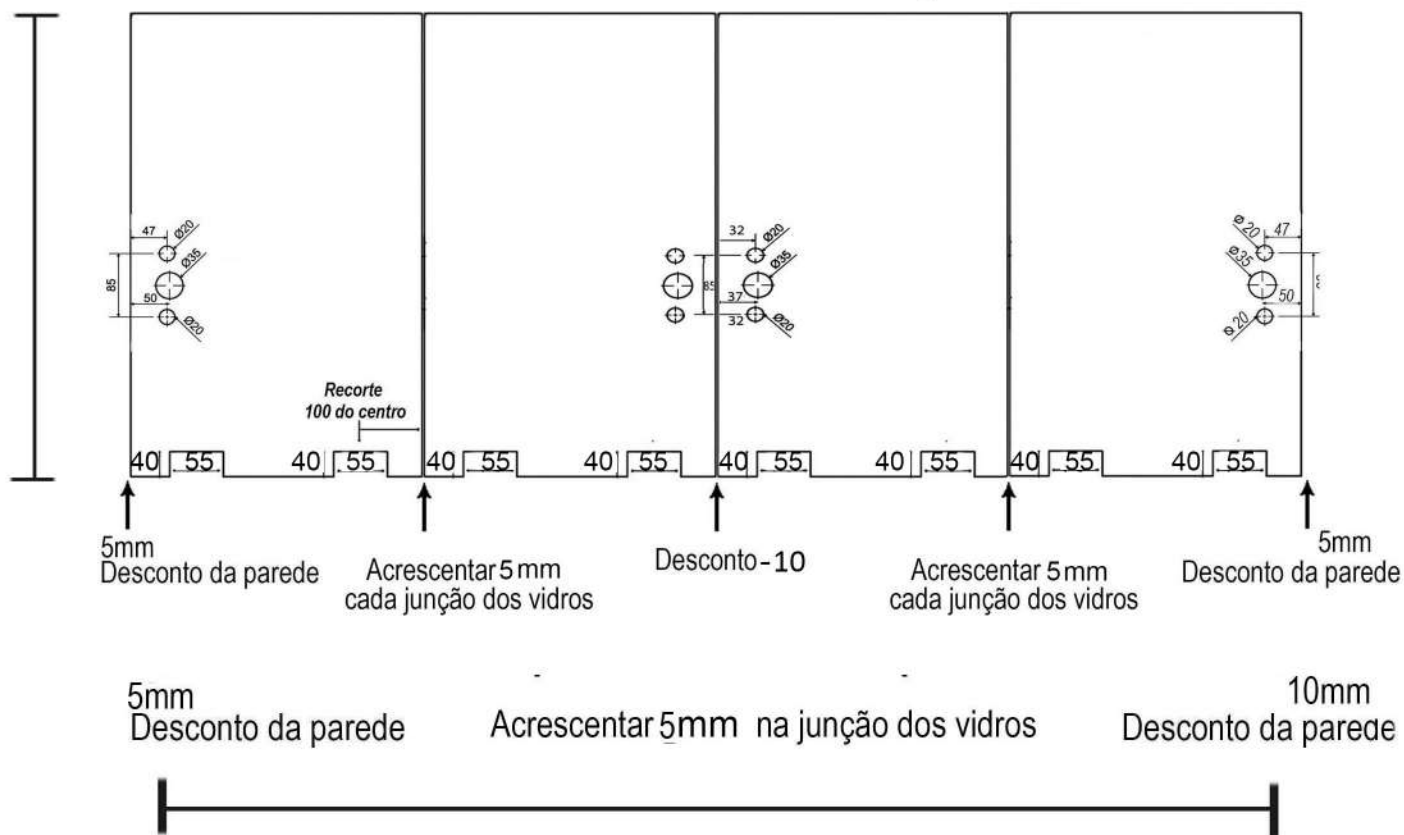 47
Ø20
Ø35
85
50
Ø20
32
Ø20
Ø35
85
37
32
Ø20
Ø 20
47
Ø35
50
Ø 20
Recorte
100 do centro
40 55 40 55 40 55 40 55 40 55 40 55 40 55 40 55
5mm
Desconto da parede
Acrescentar 5 mm
cada junção dos vidros
Desconto -10
Acrescentar 5 mm
cada junção dos vidros
5mm
Desconto da parede
5mm
Desconto da parede
Acrescentar 5mm na junção dos vidros
10mm
Desconto da parede